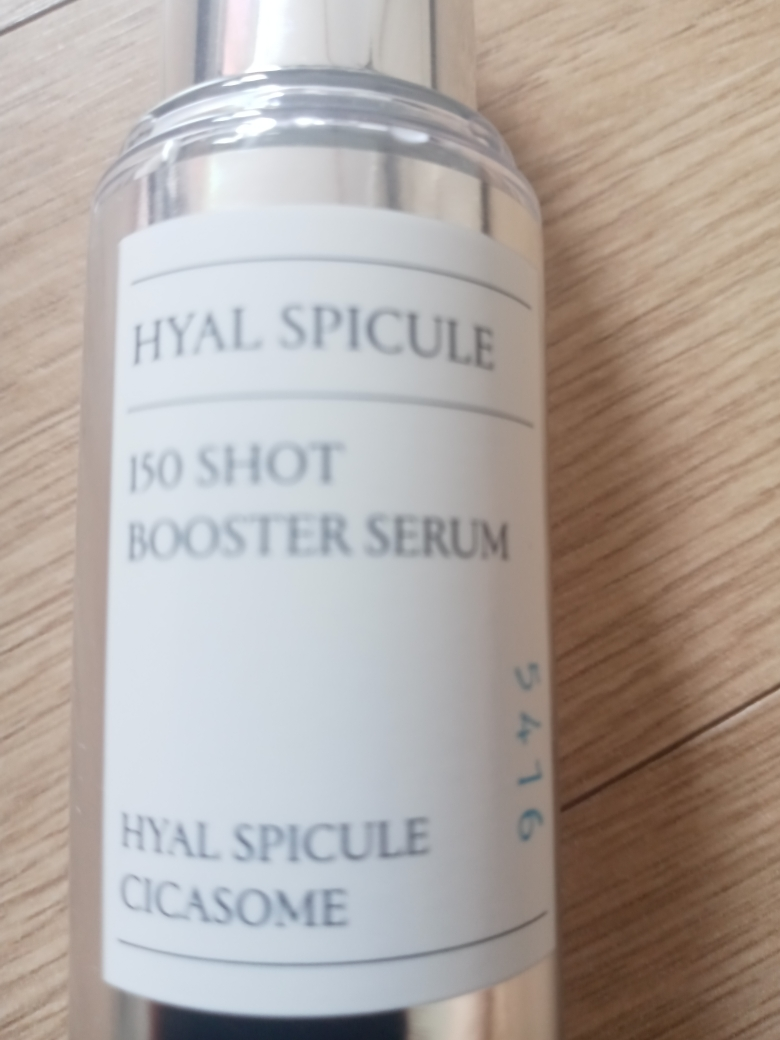 HYAL SPICULE
150 SHOT
BOOSTER SERUM
5416
HYAL SPICULE
CICASOME